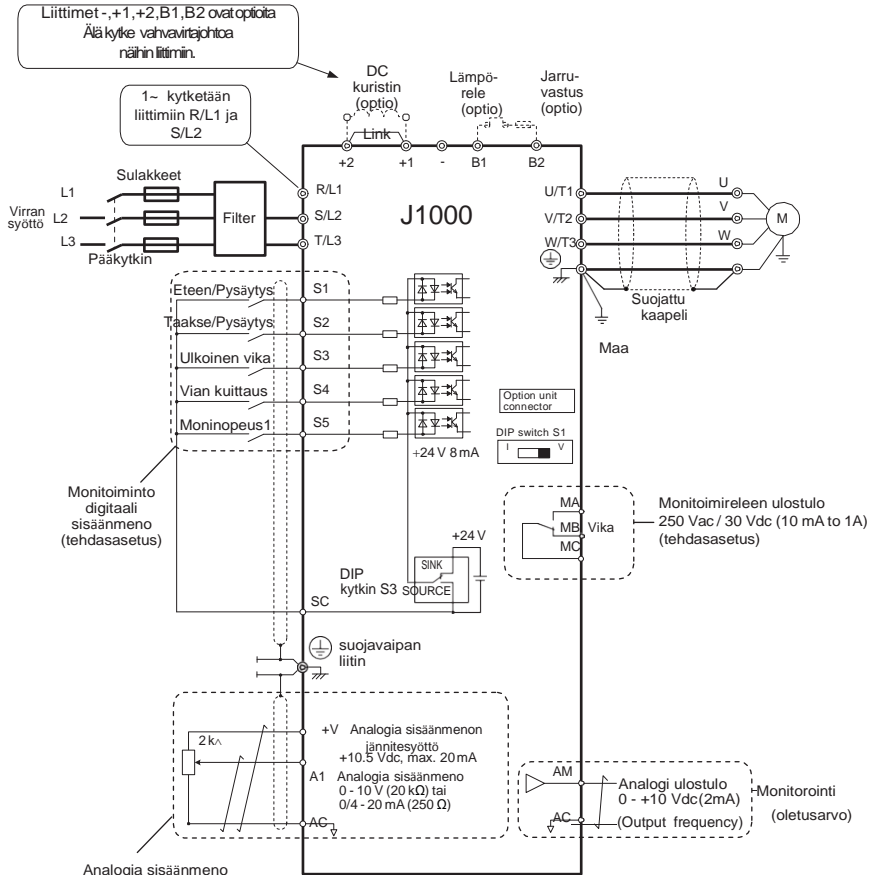 Liittimet -,+1,+2,B1,B2 ovat optioita
Älä kytke vahvavirtajohtoa
näihin liittimiin.
DC
kuristin
(optio)
Lämpö-
rele
(optio)
Jarru-
vastus
(optio)
1~ kytketään
liittimiin R/L1 ja
S/L2
Link
+2
+1
-
B1
B2
Sulakkeet
L1
Virran
syöttö
L2
L3
Pääkytkin
Filter
R/L1
S/L2
T/L3
J1000
U/T1
V/T2
W/T3
U
V
W
M
Suojattu
kaapeli
Maa
Eteen/Pysäytys
S1
Taakse/Pysäytys
S2
Ulkoinen vika
S3
Vian kuittaus
S4
Moninopeus1
S5
+24 V 8 mA
Option unit
connector
DIP switch S1
I
V
Monitoiminto
digitaali
sisäänmeno
(tehdasasetus)
MA
MB
MC
Vika
Monitoimireleen ulostulo
250 Vac / 30 Vdc (10 mA to 1A)
(tehdasasetus)
+24 V
DIP
kytkin S3
SINK
SOURCE
SC
suojavaipan
liitin
2 k^
+V Analogia sisäänmenon
jännitesyöttö
+10.5 Vdc, max. 20 mA
A1 Analogia sisäänmeno
0 - 10 V (20 kΩ) tai
0/4 - 20 mA (250 Ω)
AC
AM
Analogi ulostulo
0 - +10 Vdc (2mA)
AC
(Output frequency)
Monitorointi
(oletusarvo)
Analogia sisäänmeno